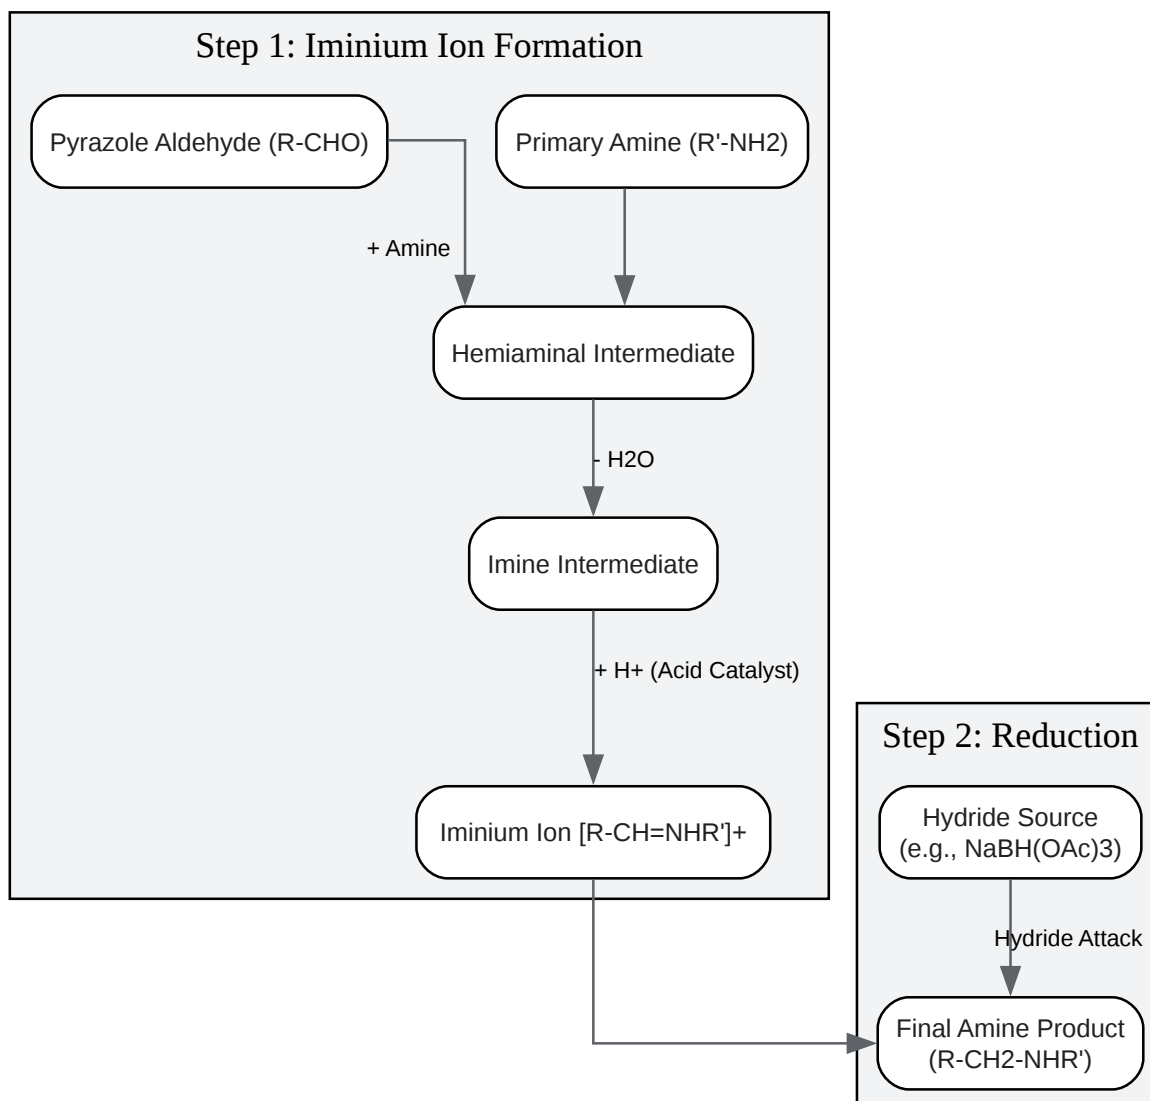 Step 1: Iminium Ion Formation
Pyrazole Aldehyde (R-CHO)
Primary Amine (R'-NH2)
+ Amine
Hemiaminal Intermediate
- H2O
Imine Intermediate
+ H+ (Acid Catalyst)
Iminium Ion [R-CH=NHR']+
Step 2: Reduction
Hydride Source
(e.g., NaBH(OAc)3)
Hydride Attack
Final Amine Product
(R-CH2-NHR')